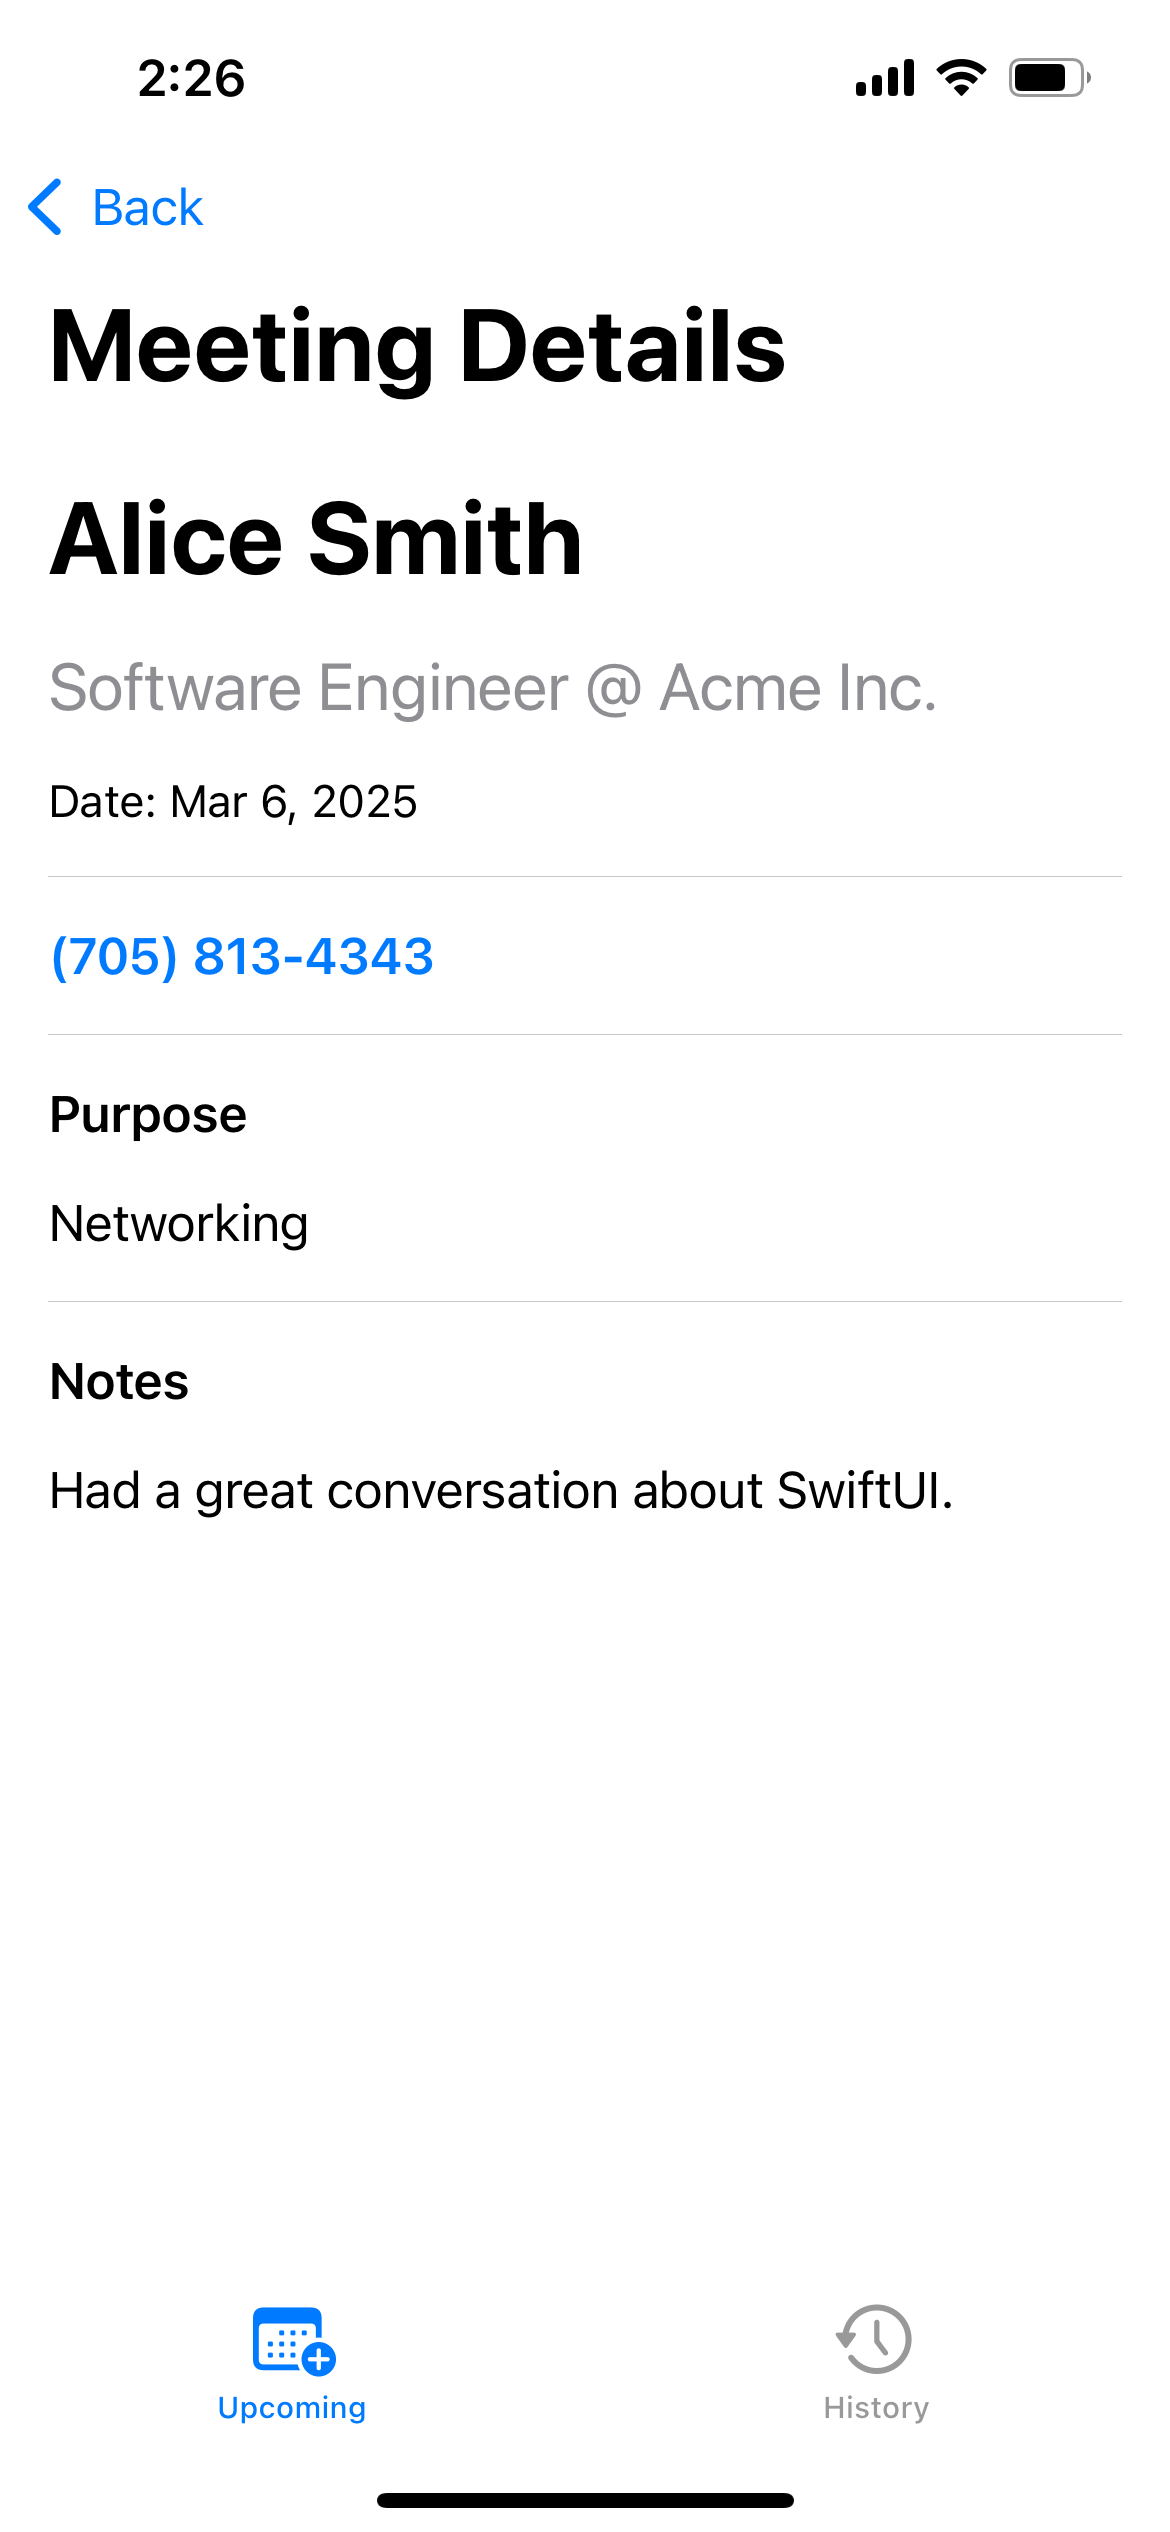 2:26
Back
Meeting Details
Alice Smith
Software Engineer @ Acme Inc.
Date: Mar 6, 2025
(705) 813-4343
Purpose
Networking
Notes
Had a great conversation about SwiftUI.
Upcoming
History